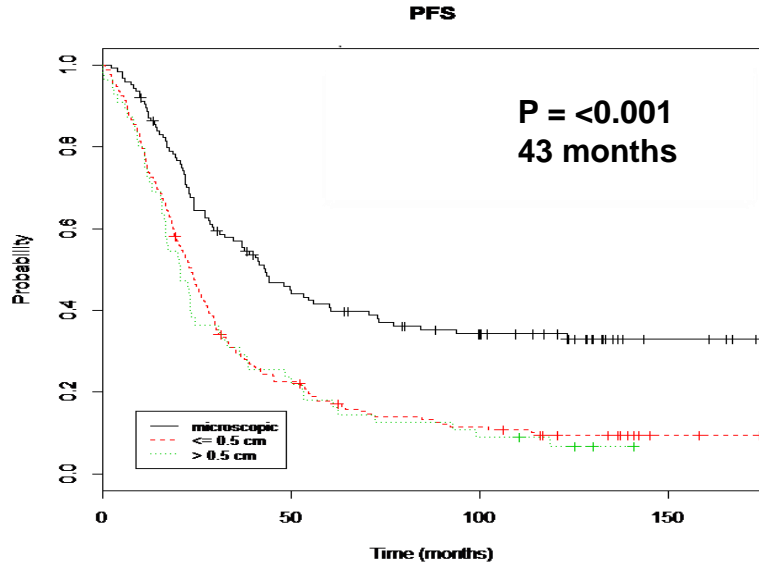 PFS
P = <0.001
43 months
Probability
1.0
0.8
0.6
0.4
0.2
0.0
microscopic
<= 0.5 cm
> 0.5 cm
0
50
100
150
Time (months)